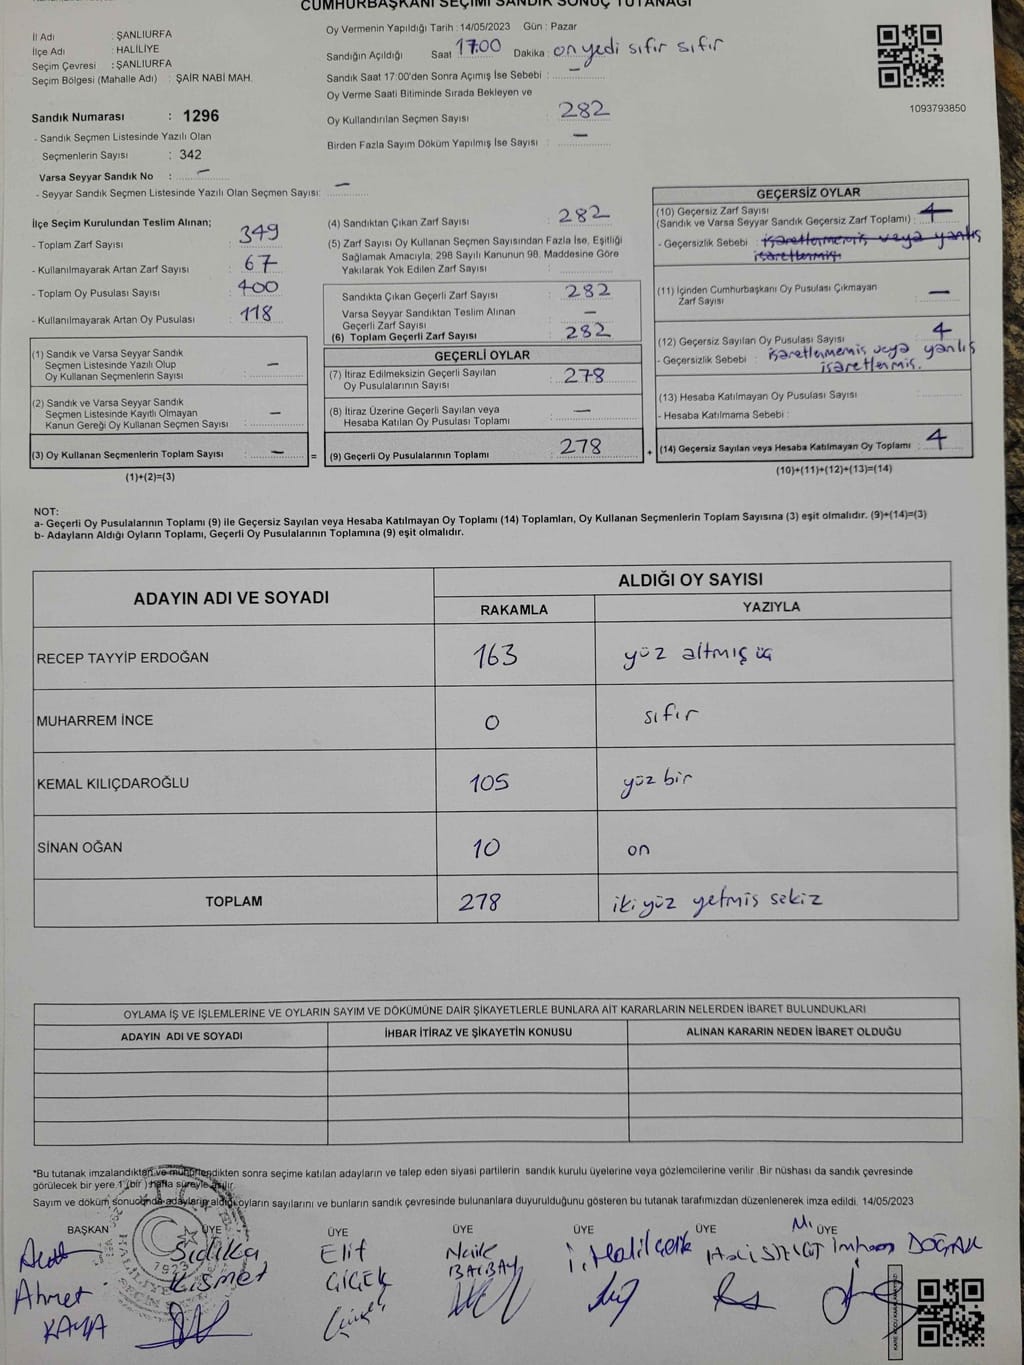 CUMHURBAŞKANI SEÇİMİ SANDIK SONUÇ TUTANAĞI
İl Adı : ŞANLIURFA
İlçe Adı : HALİLİYE
Seçim Çevresi : ŞANLIURFA
Seçim Bölgesi (Mahalle Adı) : ŞAİR NABİ MAH.
Oy Vermenin Yapıldığı Tarih : 14/05/2023 Gün : Pazar
Sandığın Açıldığı Saat 17:00 Dakika : on yedi sıfır sıfır
Sandık Saat 17:00'den Sonra Açımış İse Sebebi : —
Oy Verme Saati Bitiminde Sırada Bekleyen ve
Oy Kullandırılan Seçmen Sayısı : 282
Birden Fazla Sayım Döküm Yapılmış İse Sayısı : —
1093793850
Sandık Numarası : 1296
- Sandık Seçmen Listesinde Yazılı Olan
Seçmenlerin Sayısı : 342
Varsa Seyyar Sandık No : —
- Seyyar Sandık Seçmen Listesinde Yazılı Olan Seçmen Sayısı: —
İlçe Seçim Kurulundan Teslim Alınan;
- Toplam Zarf Sayısı : 349
- Kullanılmayarak Artan Zarf Sayısı : 67
- Toplam Oy Pusulası Sayısı : 400
- Kullanılmayarak Artan Oy Pusulası : 118
(1) Sandık ve Varsa Seyyar Sandık
Seçmen Listesinde Yazılı Olup
Oy Kullanan Seçmenlerin Sayısı : —
(2) Sandık ve Varsa Seyyar Sandık
Seçmen Listesinde Kayıtlı Olmayan
Kanun Gereği Oy Kullanan Seçmen Sayısı : —
(3) Oy Kullanan Seçmenlerin Toplam Sayısı : — =
(1)+(2)=(3)
(4) Sandıktan Çıkan Zarf Sayısı : 282
(5) Zarf Sayısı Oy Kullanan Seçmen Sayısından Fazla İse, Eşitliği
Sağlamak Amacıyla; 298 Sayılı Kanunun 98. Maddesine Göre
Yakılarak Yok Edilen Zarf Sayısı :
Sandıkta Çıkan Geçerli Zarf Sayısı : 282
Varsa Seyyar Sandıktan Teslim Alınan
Geçerli Zarf Sayısı : —
(6) Toplam Geçerli Zarf Sayısı : 282
GEÇERLİ OYLAR
(7) İtiraz Edilmeksizin Geçerli Sayılan
Oy Pusulalarının Sayısı : 278
(8) İtiraz Üzerine Geçerli Sayılan veya
Hesaba Katılan Oy Pusulası Toplamı : —
(9) Geçerli Oy Pusulalarının Toplamı : 278 +
GEÇERSİZ OYLAR
(10) Geçersiz Zarf Sayısı
(Sandık ve Varsa Seyyar Sandık Geçersiz Zarf Toplamı) : 4
- Geçersizlik Sebebi : işaretlenmemiş veya yanlış
işaretlenmiş
(11) İçinden Cumhurbaşkanı Oy Pusulası Çıkmayan
Zarf Sayısı : —
(12) Geçersiz Sayılan Oy Pusulası Sayısı : 4
- Geçersizlik Sebebi : işaretlenmemiş veya yanlış
işaretlenmiş.
(13) Hesaba Katılmayan Oy Pusulası Sayısı :
- Hesaba Katılmama Sebebi :
(14) Geçersiz Sayılan veya Hesaba Katılmayan Oy Toplamı : 4
(10)+(11)+(12)+(13)=(14)
NOT:
a- Geçerli Oy Pusulalarının Toplamı (9) ile Geçersiz Sayılan veya Hesaba Katılmayan Oy Toplamı (14) Toplamları, Oy Kullanan Seçmenlerin Toplam Sayısına (3) eşit olmalıdır. (9)+(14)=(3)
b- Adayların Aldığı Oyların Toplamı, Geçerli Oy Pusulalarının Toplamına (9) eşit olmalıdır.
ADAYIN ADI VE SOYADI
ALDIĞI OY SAYISI
RAKAMLA YAZIYLA
RECEP TAYYİP ERDOĞAN 163 yüz altmış üç
MUHARREM İNCE 0 sıfır
KEMAL KILIÇDAROĞLU 105 yüz bir
SİNAN OĞAN 10 on
TOPLAM 278 iki yüz yetmiş sekiz
OYLAMA İŞ VE İŞLEMLERİNE VE OYLARIN SAYIM VE DÖKÜMÜNE DAİR ŞİKAYETLERLE BUNLARA AİT KARARLARIN NELERDEN İBARET BULUNDUKLARI
ADAYIN ADI VE SOYADI İHBAR İTİRAZ VE ŞİKAYETİN KONUSU ALINAN KARARIN NEDEN İBARET OLDUĞU
*Bu tutanak imzalandıktan ve mühürlendikten sonra seçime katılan adayların ve talep eden siyasi partilerin sandık kurulu üyelerine veya gözlemcilerine verilir .Bir nüshası da sandık çevresinde
görülecek bir yere 1 (bir ) hafta süreyle asılır.
Sayım ve döküm sonucunda adayların aldığı oyların sayılarını ve bunların sandık çevresinde bulunanlara duyurulduğunu gösteren bu tutanak tarafımızdan düzenlenerek imza edildi. 14/05/2023
BAŞKAN ÜYE ÜYE ÜYE ÜYE ÜYE ÜYE
Ahmet
KAYA
Sıdıka
Kısmet
Elif
ÇİÇEK
Naile
BALBAY
İ. Halil Çelik
DOĞAN
1923